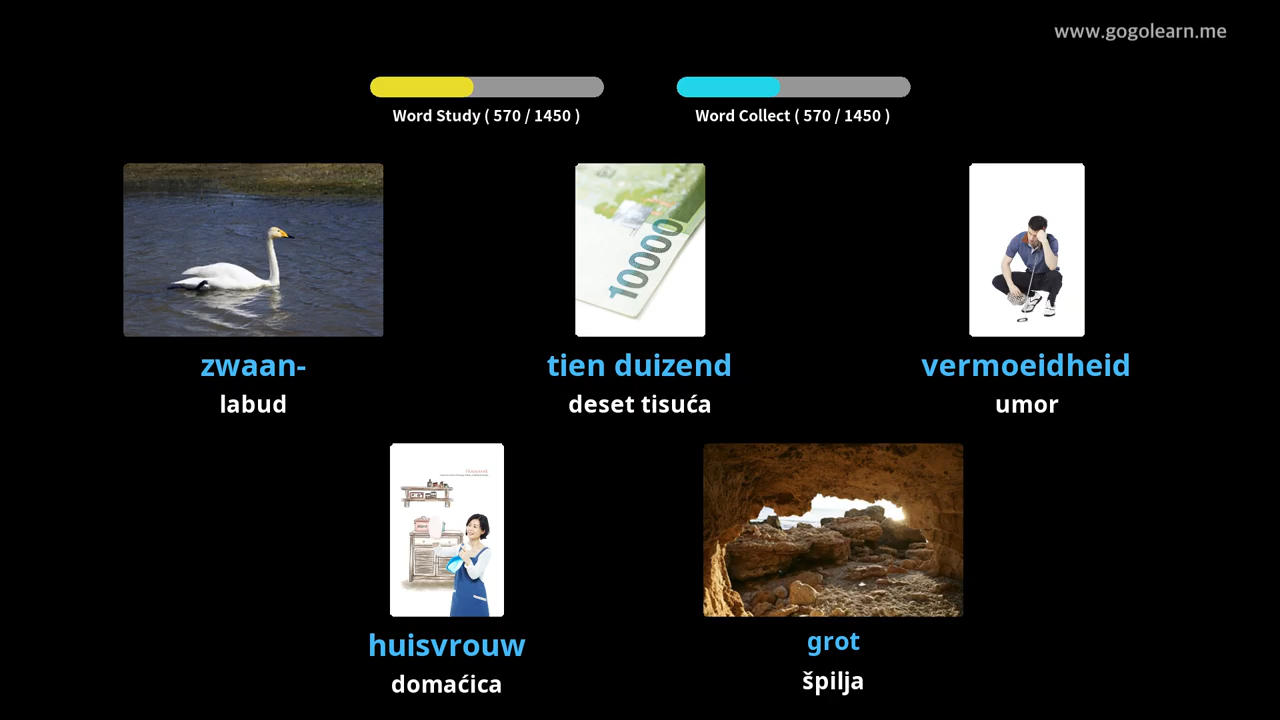 www.gogolearn.me
Word Study ( 570 / 1450 )
Word Collect ( 570 / 1450 )
10000
zwaan-
labud
tien duizend
deset tisuća
vermoeidheid
umor
huisvrouw
domaćica
grot
špilja